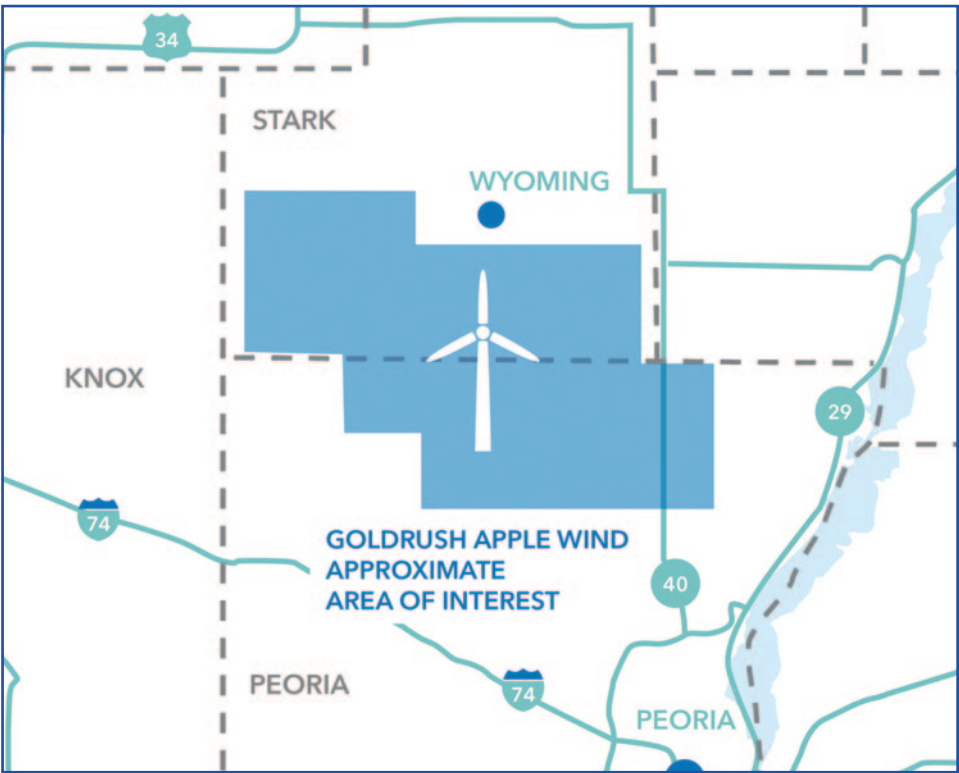 34
STARK
WYOMING
KNOX
29
74
GOLDRUSH APPLE WIND
APPROXIMATE
AREA OF INTEREST
40
PEORIA
74
PEORIA